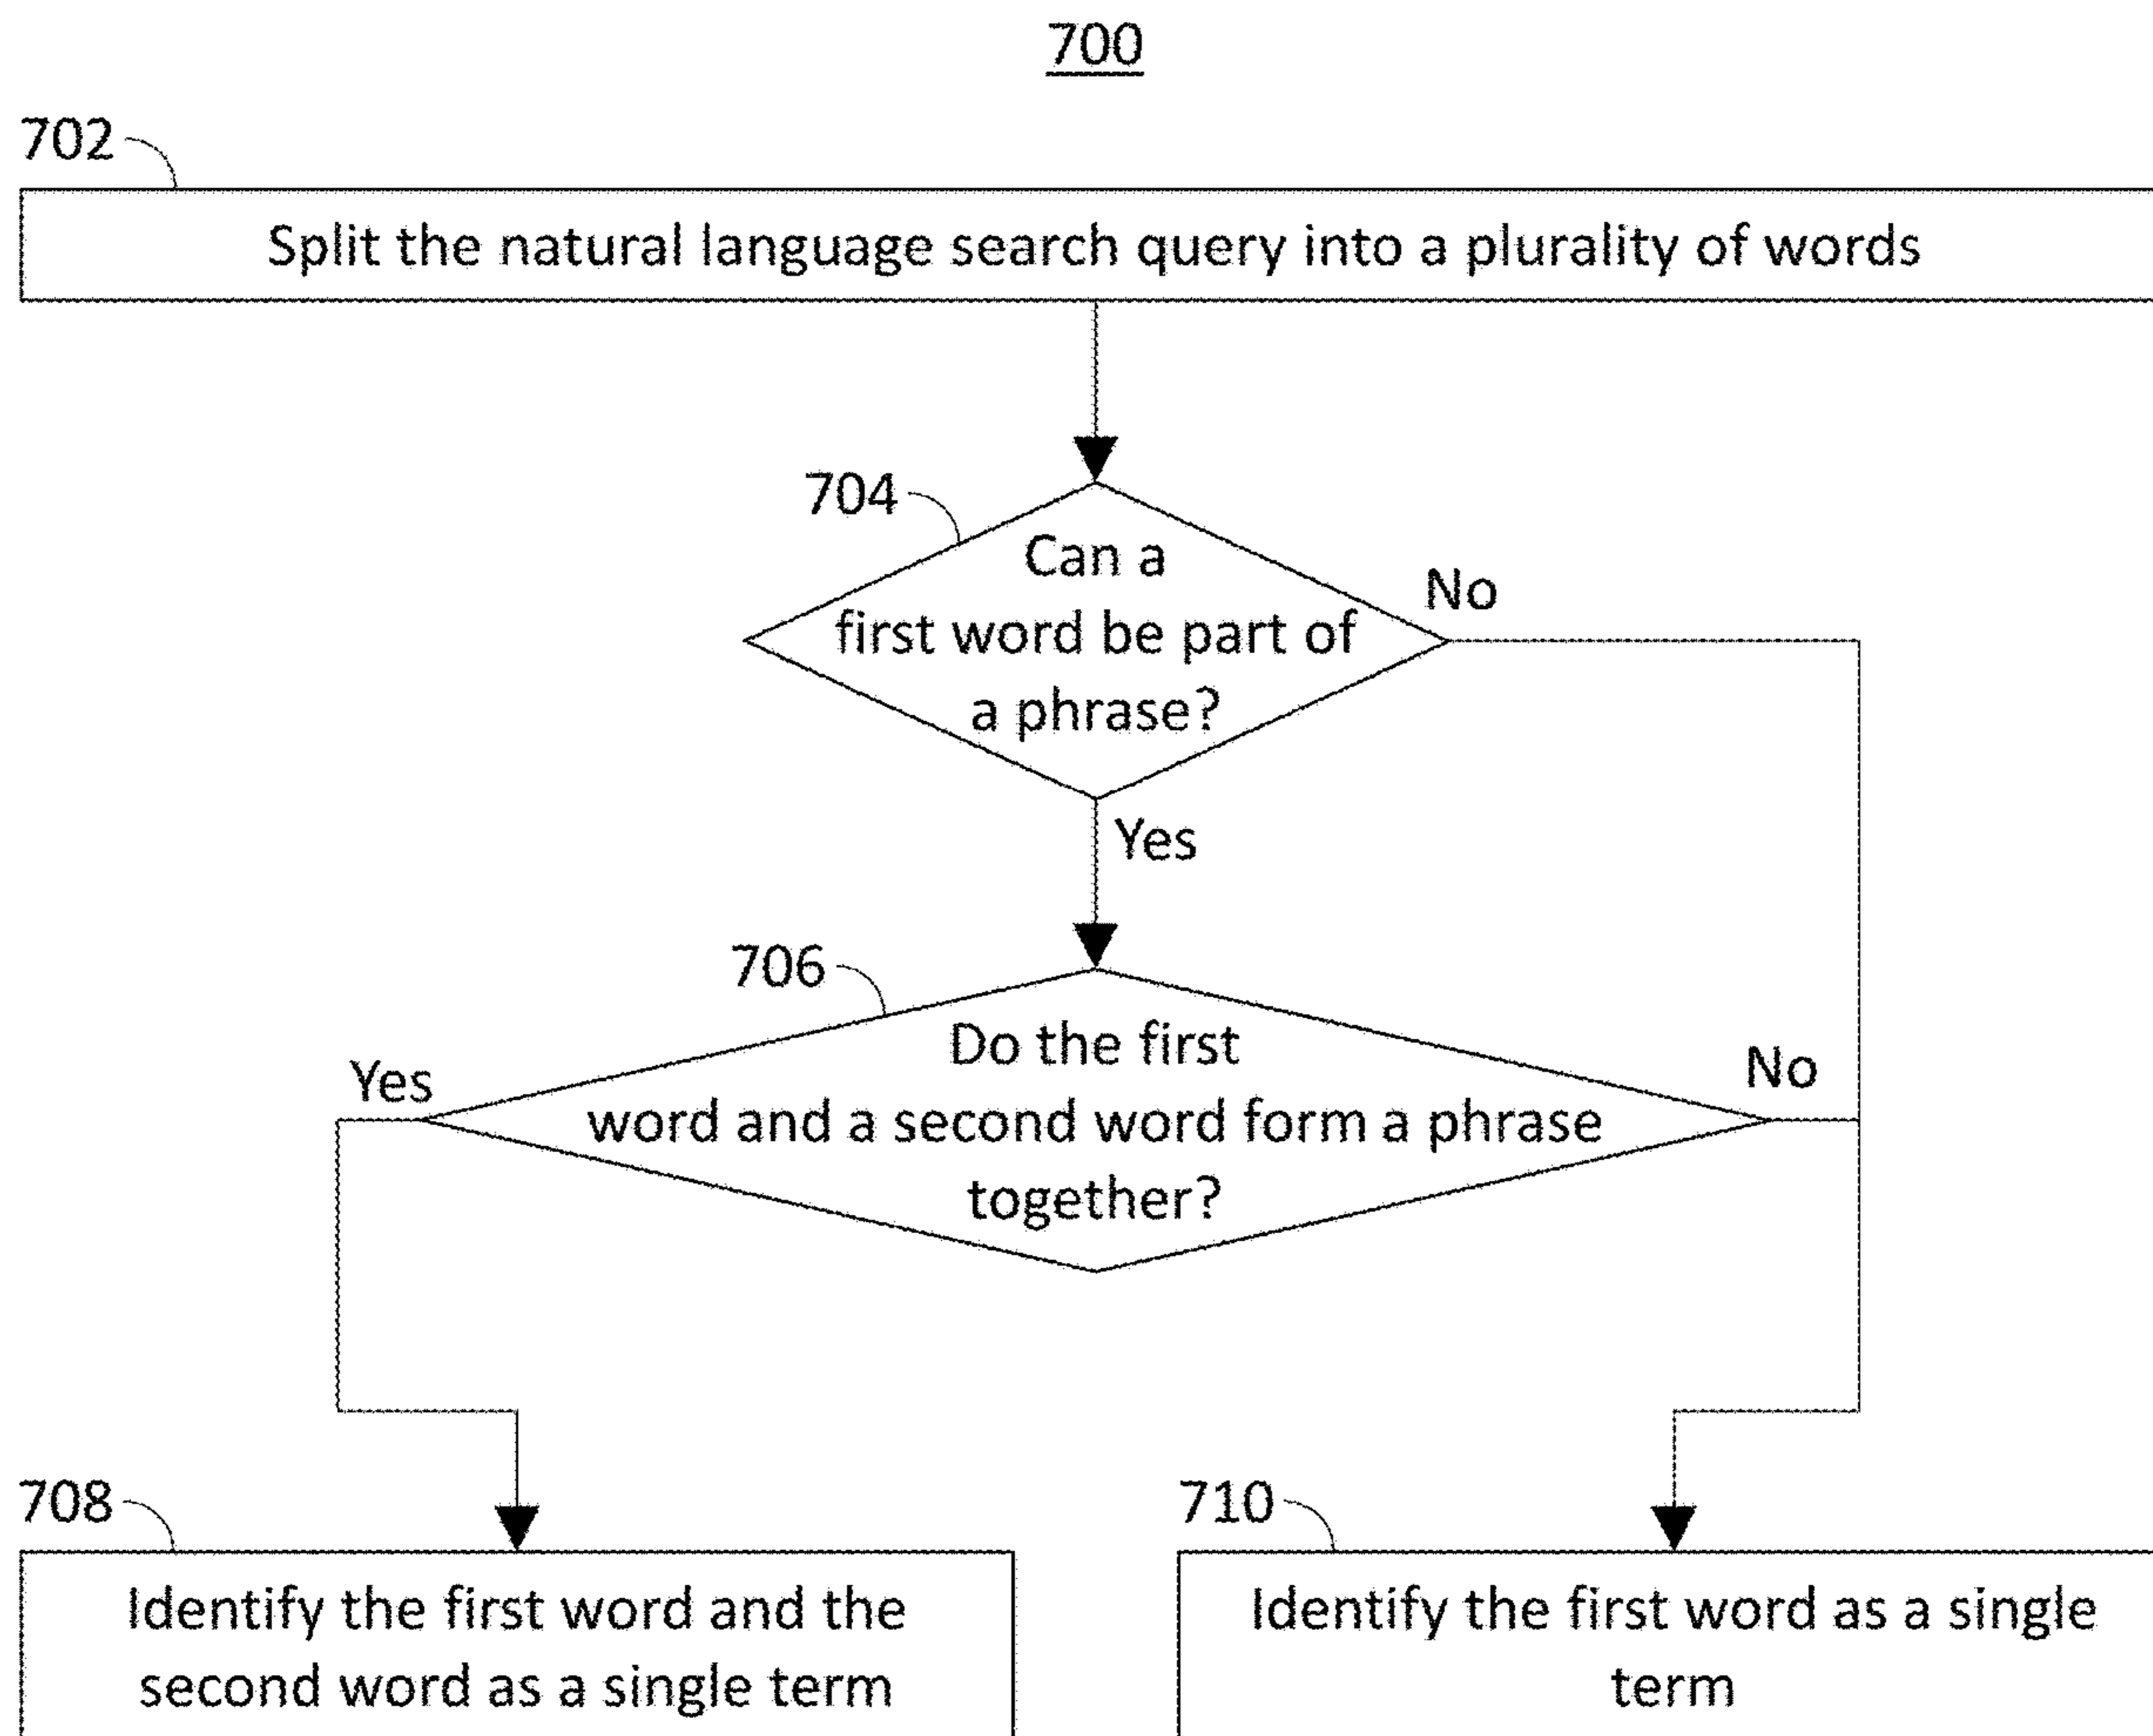 700
702
Split the natural language search query into a plurality of words
704
Can a
first word be part of
a phrase?
No
Yes
706
Do the first
word and a second word form a phrase
together?
Yes
No
708
Identify the first word and the
second word as a single term
710
Identify the first word as a single
term